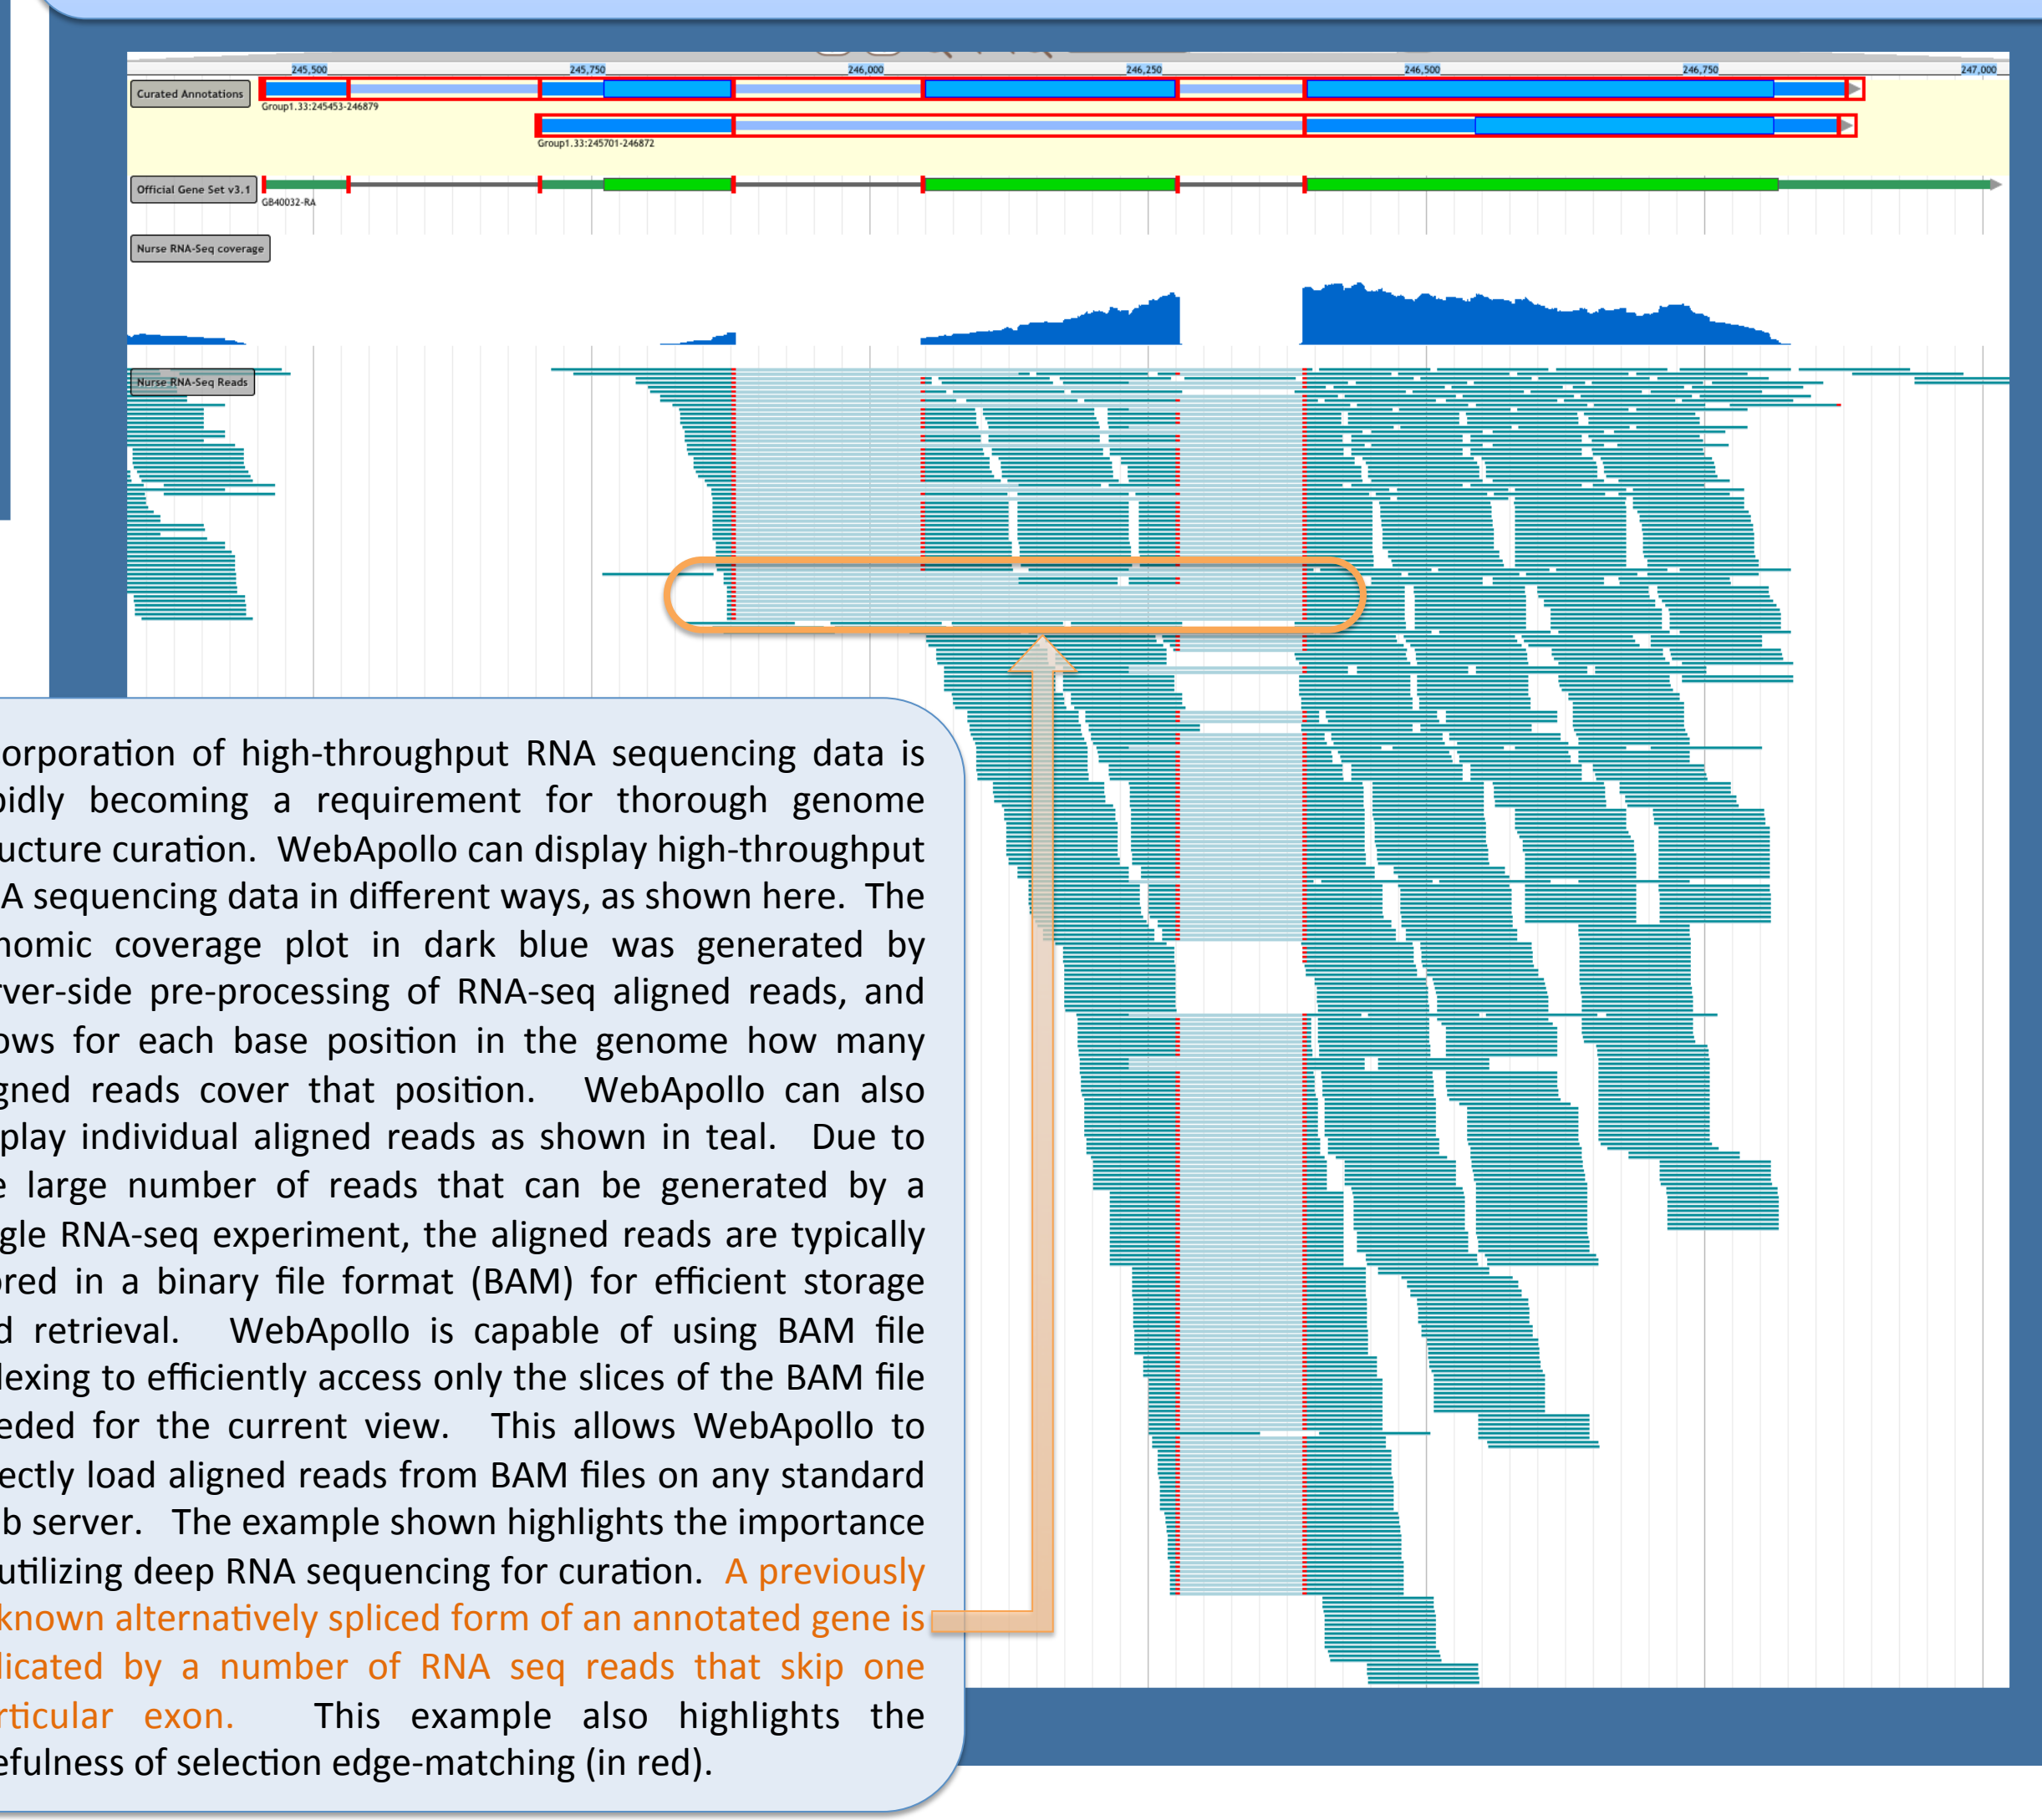 245,500 245,750 246,000 246,250 246,500 246,750 247,000
Curated Annotations
Group1.33:245453-246879
Group1.33:245701-246872
Official Gene Set v3.1
GB40032-RA
Nurse RNA-Seq coverage
Nurse RNA-Seq Reads
orporation of high-throughput RNA sequencing data is
pidly becoming a requirement for thorough genome
ucture curation. WebApollo can display high-throughput
A sequencing data in different ways, as shown here. The
nomic coverage plot in dark blue was generated by
rver-side pre-processing of RNA-seq aligned reads, and
ows for each base position in the genome how many
gned reads cover that position. WebApollo can also
play individual aligned reads as shown in teal. Due to
e large number of reads that can be generated by a
gle RNA-seq experiment, the aligned reads are typically
ored in a binary file format (BAM) for efficient storage
d retrieval. WebApollo is capable of using BAM file
exing to efficiently access only the slices of the BAM file
eded for the current view. This allows WebApollo to
ectly load aligned reads from BAM files on any standard
b server. The example shown highlights the importance
utilizing deep RNA sequencing for curation. A previously
known alternatively spliced form of an annotated gene is
licated by a number of RNA seq reads that skip one
rticular exon. This example also highlights the
efulness of selection edge-matching (in red).